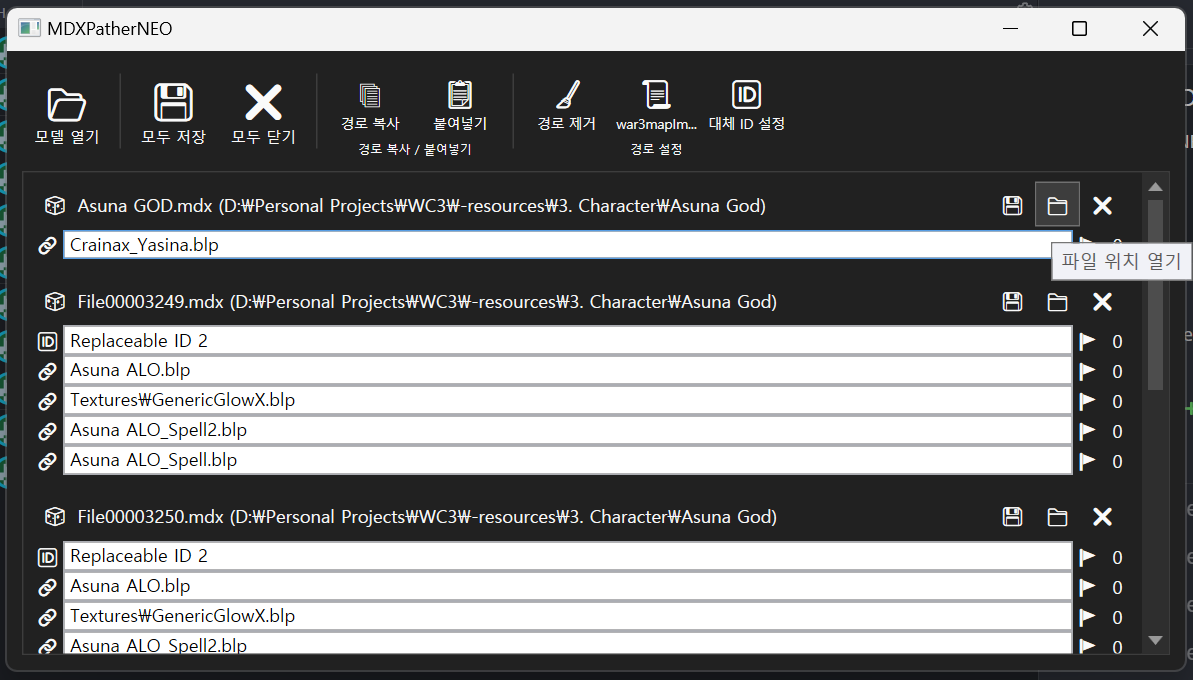 MDXPatherNEO
모델 열기
모두 저장
모두 닫기
경로 복사
붙여넣기
경로 복사 / 붙여넣기
경로 제거
war3mapIm...
ID
대체 ID 설정
경로 설정
Asuna GOD.mdx (D:₩Personal Projects₩WC3₩-resources₩3. Character₩Asuna God)
Crainax_Yasina.blp
파일 위치 열기
File00003249.mdx (D:₩Personal Projects₩WC3₩-resources₩3. Character₩Asuna God)
ID Replaceable ID 2 0
Asuna ALO.blp 0
Textures₩GenericGlowX.blp 0
Asuna ALO_Spell2.blp 0
Asuna ALO_Spell.blp 0
File00003250.mdx (D:₩Personal Projects₩WC3₩-resources₩3. Character₩Asuna God)
ID Replaceable ID 2 0
Asuna ALO.blp 0
Textures₩GenericGlowX.blp 0
Asuna ALO_Spell2.blp 0